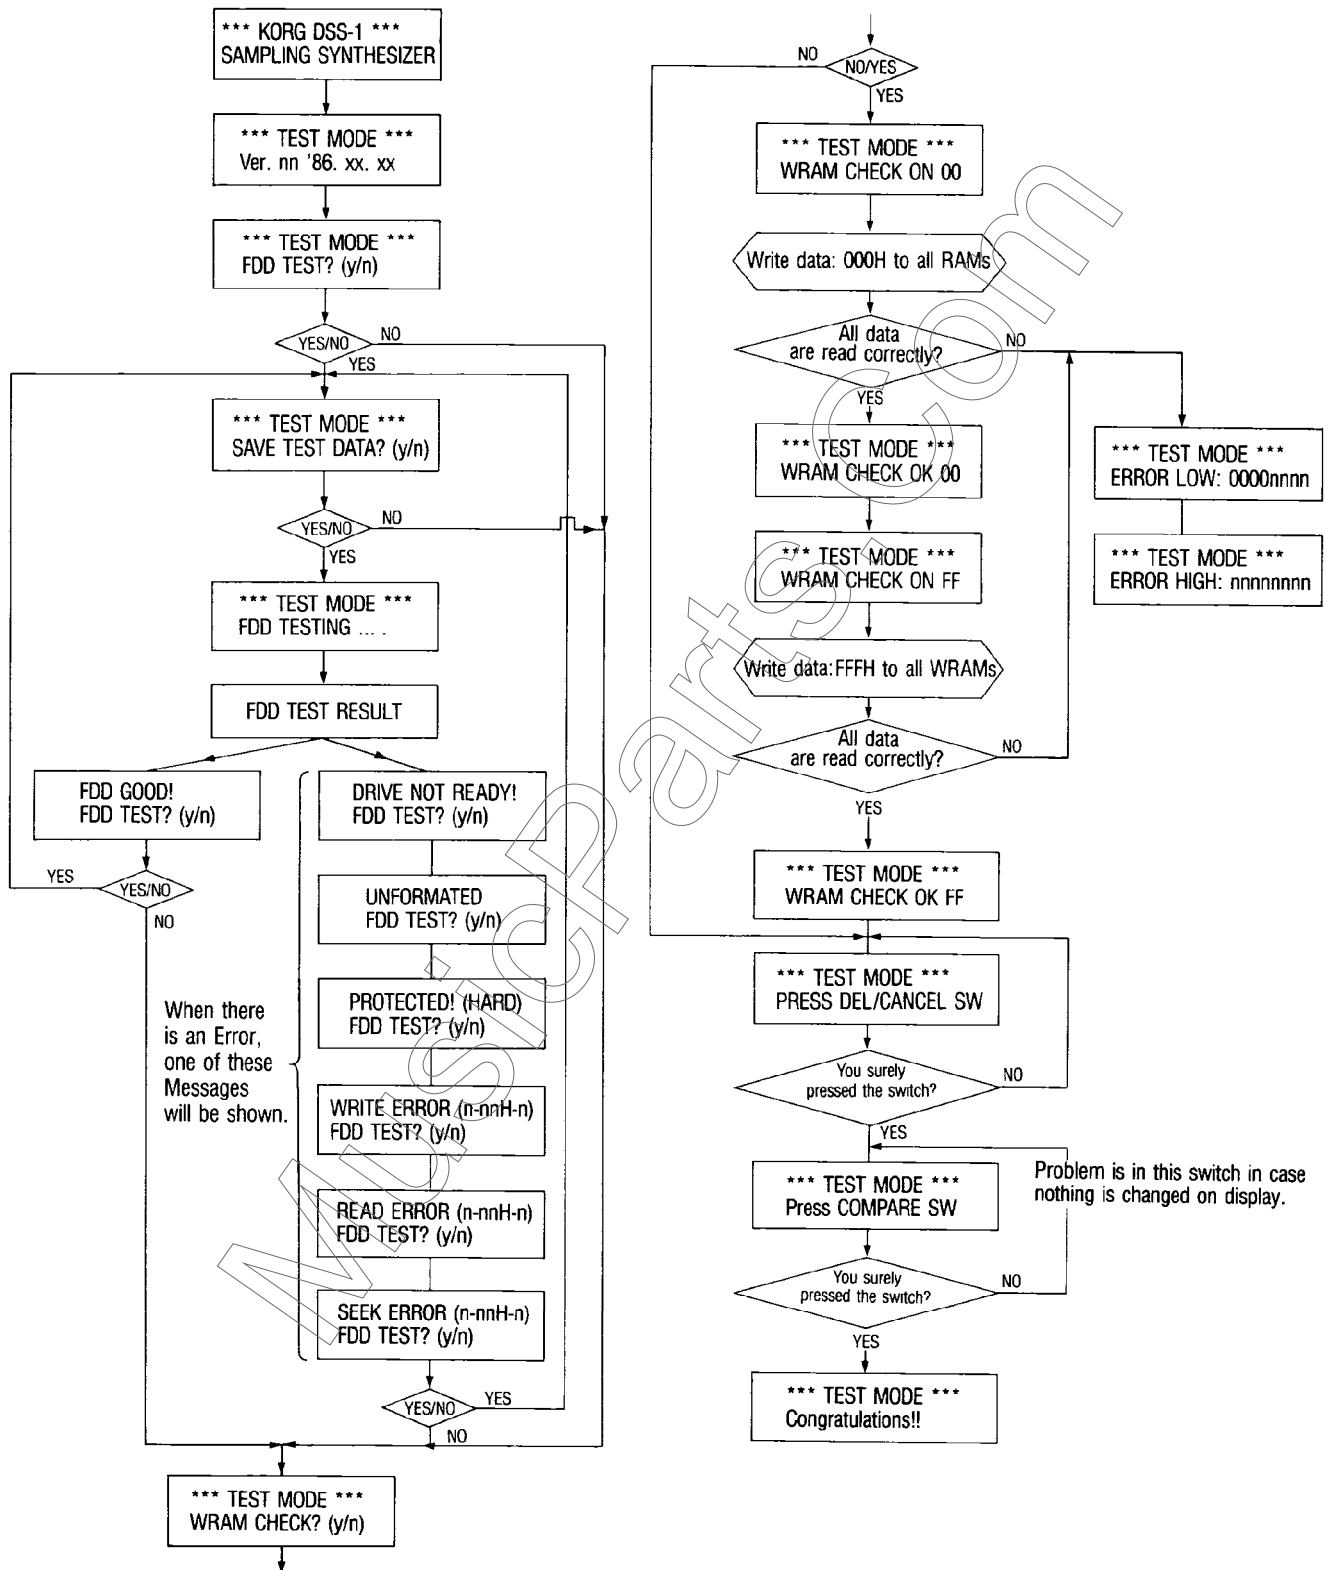 *** KORG DSS-1 ***
SAMPLING SYNTHESIZER
*** TEST MODE ***
Ver. nn '86. xx. xx
*** TEST MODE ***
FDD TEST? (y/n)
YES/NO
NO
YES
*** TEST MODE ***
SAVE TEST DATA? (y/n)
YES/NO
NO
YES
*** TEST MODE ***
FDD TESTING ... .
FDD TEST RESULT
FDD GOOD!
FDD TEST? (y/n)
YES
YES/NO
NO
When there
is an Error,
one of these
Messages
will be shown.
DRIVE NOT READY!
FDD TEST? (y/n)
UNFORMATED
FDD TEST? (y/n)
PROTECTED! (HARD)
FDD TEST? (y/n)
WRITE ERROR (n-nnH-n)
FDD TEST? (y/n)
READ ERROR (n-nnH-n)
FDD TEST? (y/n)
SEEK ERROR (n-nnH-n)
FDD TEST? (y/n)
YES/NO
YES
NO
*** TEST MODE ***
WRAM CHECK? (y/n)
NO
NO/YES
YES
*** TEST MODE ***
WRAM CHECK ON 00
Write data: 000H to all RAMs
All data
are read correctly?
NO
YES
*** TEST MODE ***
WRAM CHECK OK 00
*** TEST MODE ***
ERROR LOW: 0000nnnn
*** TEST MODE ***
ERROR HIGH: nnnnnnnn
*** TEST MODE ***
WRAM CHECK ON FF
Write data:FFFH to all WRAMs
All data
are read correctly?
NO
YES
*** TEST MODE ***
WRAM CHECK OK FF
*** TEST MODE ***
PRESS DEL/CANCEL SW
You surely
pressed the switch?
NO
YES
*** TEST MODE ***
Press COMPARE SW
Problem is in this switch in case
nothing is changed on display.
You surely
pressed the switch?
NO
YES
*** TEST MODE ***
Congratulations!!
MusicParts.com